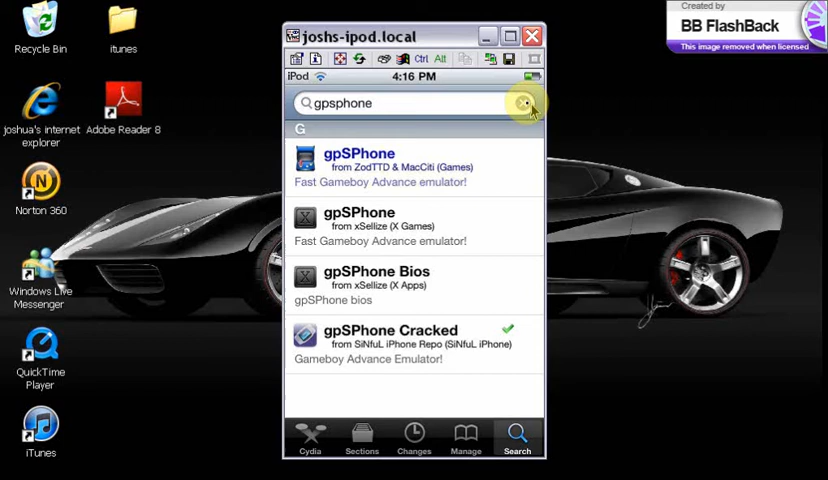 Recycle Bin
itunes
joshua's internet
explorer
Adobe Reader 8
Norton 360
Windows Live
Messenger
QuickTime
Player
iTunes
joshs-ipod.local
Ctrl Alt
iPod
4:16 PM
gpsphone
G
gpSPhone
from ZodTTD & MacCiti (Games)
Fast Gameboy Advance emulator!
gpSPhone
from xSellize (X Games)
Fast Gameboy Advance emulator!
gpSPhone Bios
from xSellize (X Apps)
gpSPhone bios
gpSPhone Cracked
from SiNfuL iPhone Repo (SiNfuL iPhone)
Gameboy Advance Emulator!
Cydia Sections Changes Manage Search
Created by
BB FlashBack
This image removed when licensed